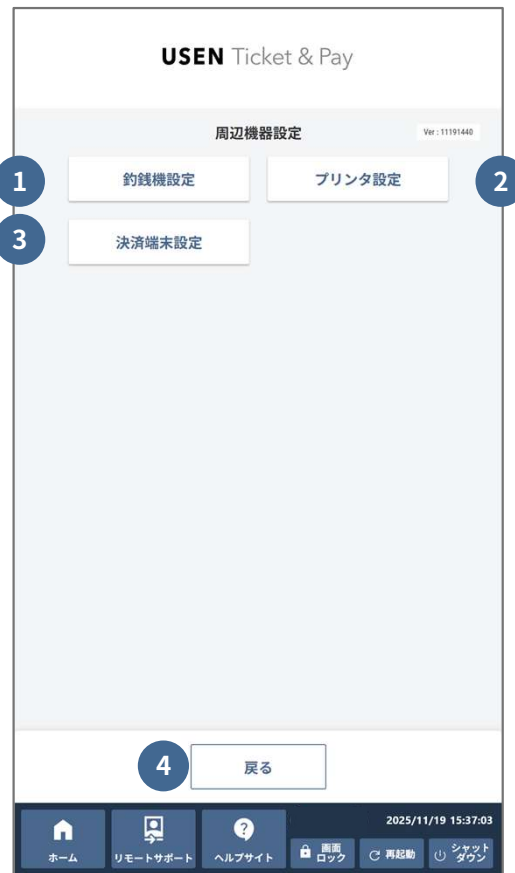 USEN Ticket & Pay
周辺機器設定
Ver : 11191440
1
釣銭機設定
プリンタ設定
2
3
決済端末設定
4
戻る
2025/11/19 15:37:03
ホーム
リモートサポート
ヘルプサイト
画面
ロック
再起動
シャット
ダウン